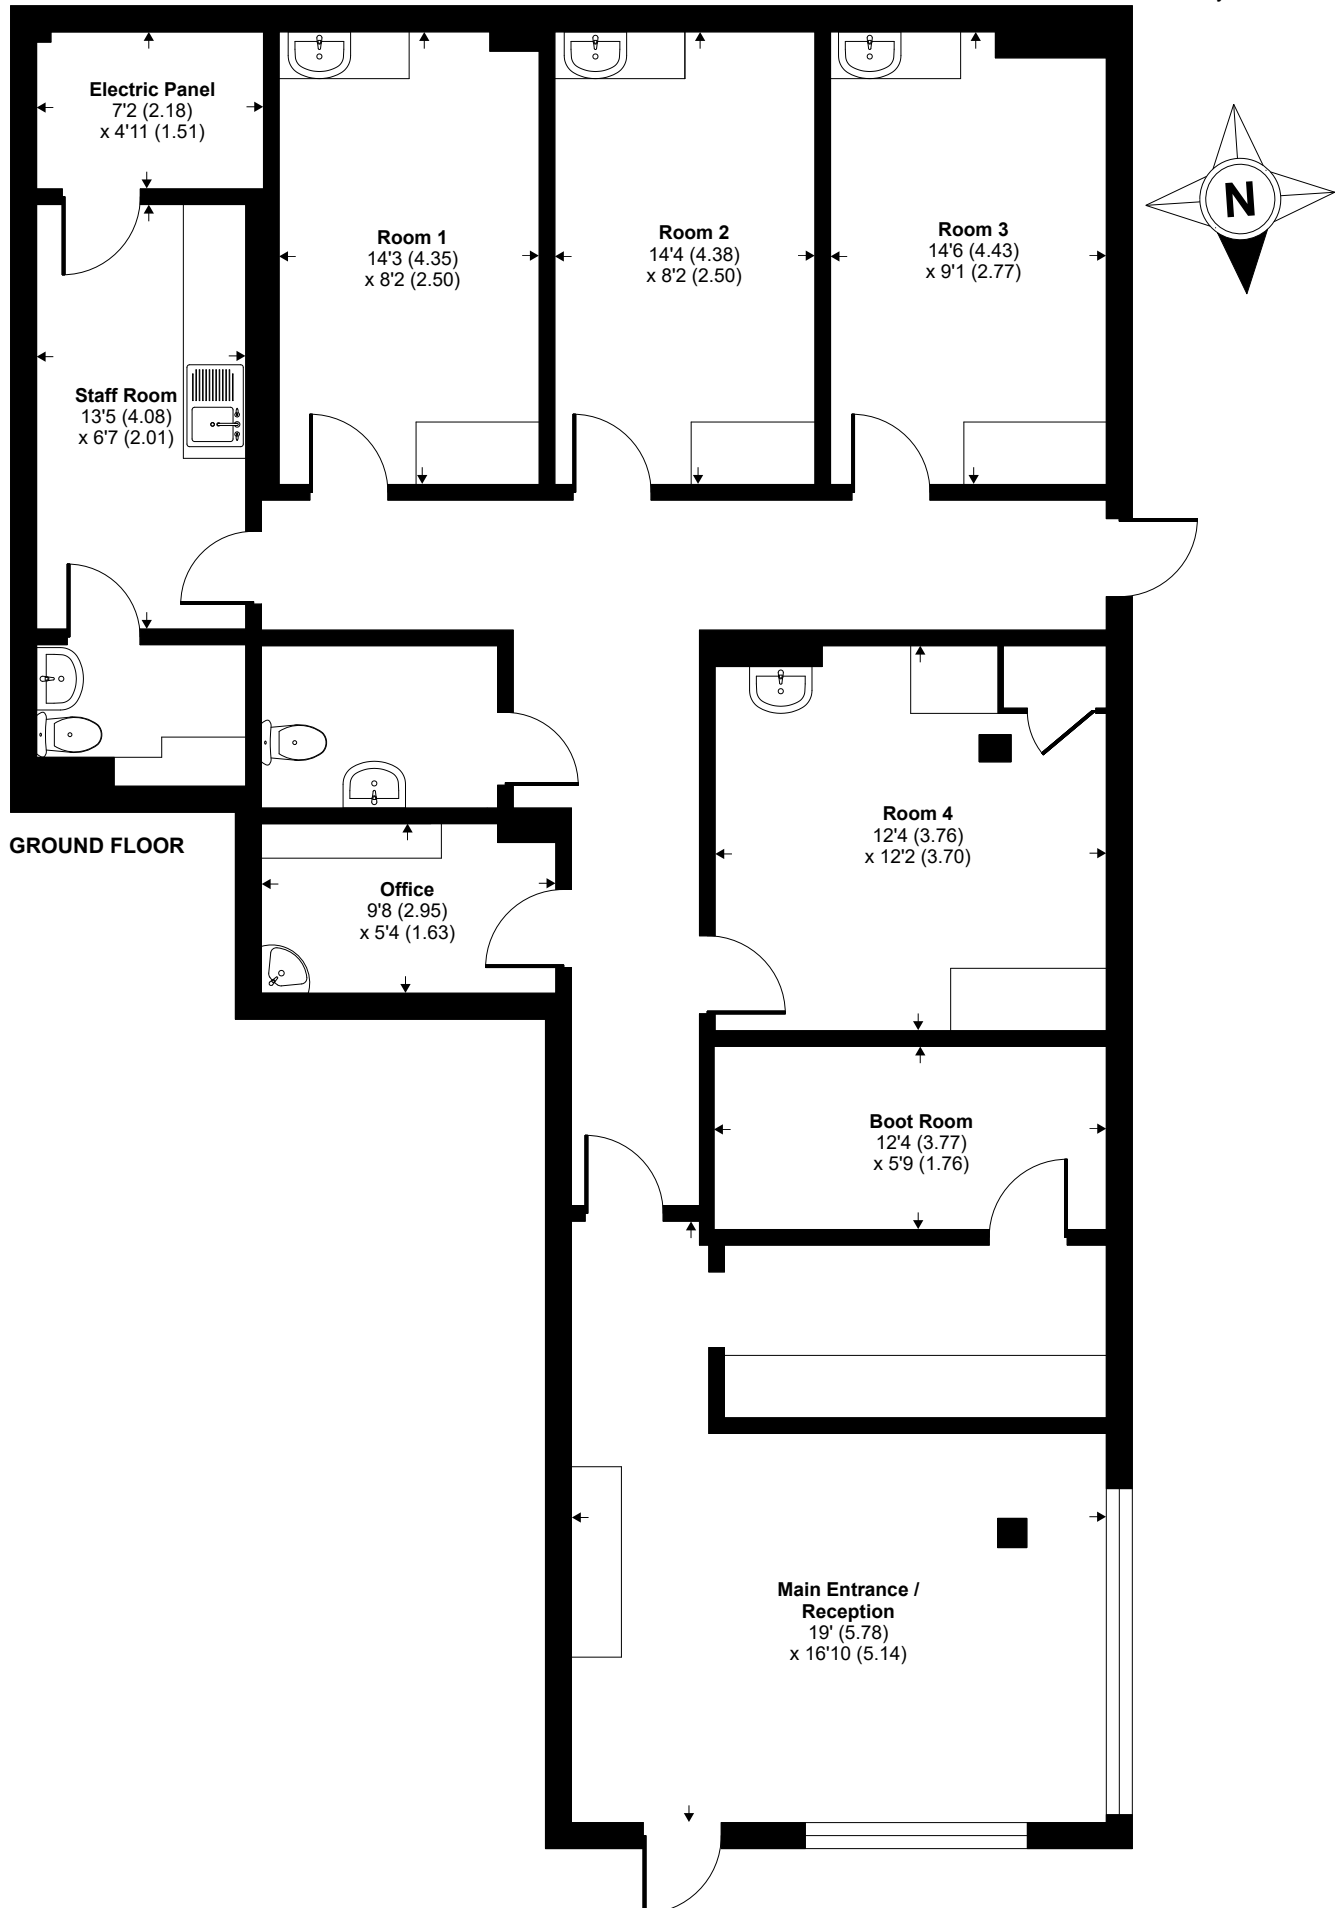 Electric Panel
7'2 (2.18)
x 4'11 (1.51)
Room 1
14'3 (4.35)
x 8'2 (2.50)
Room 2
14'4 (4.38)
x 8'2 (2.50)
Room 3
14'6 (4.43)
x 9'1 (2.77)
N
Staff Room
13'5 (4.08)
x 6'7 (2.01)
GROUND FLOOR
Room 4
12'4 (3.76)
x 12'2 (3.70)
Office
9'8 (2.95)
x 5'4 (1.63)
Boot Room
12'4 (3.77)
x 5'9 (1.76)
Main Entrance /
Reception
19' (5.78)
x 16'10 (5.14)